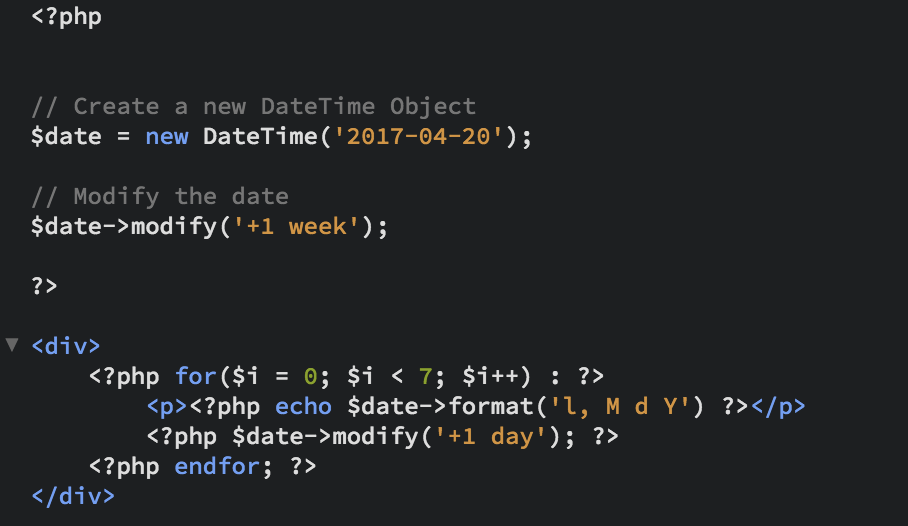 <?php
// Create a new DateTime Object
$date = new DateTime('2017-04-20');
// Modify the date
$date->modify('+1 week');
?>
<div>
<?php for($i = 0; $i < 7; $i++) : ?>
<p><?php echo $date->format('l, M d Y') ?></p>
<?php $date->modify('+1 day'); ?>
<?php endfor; ?>
</div>